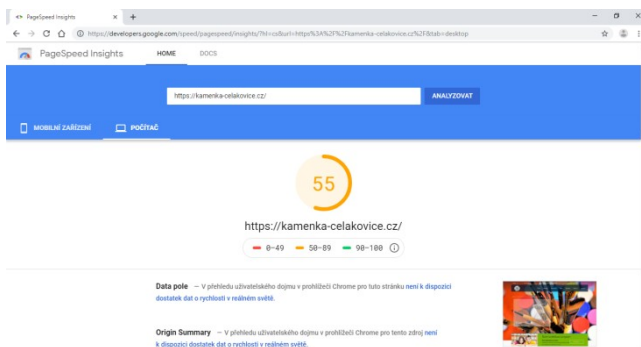 PageSpeed Insights
https://developers.google.com/speed/pagespeed/insights/?hl=cs&url=https%3A%2F%2Fkamenka-celakovice.cz%2F&tab=desktop
PageSpeed Insights HOME DOCS
https://kamenka-celakovice.cz/ ANALYZOVAT
MOBILNÍ ZAŘÍZENÍ POČÍTAČ
55
https://kamenka-celakovice.cz/
0–49 50–89 90–100
Data pole — V přehledu uživatelského dojmu v prohlížeči Chrome pro tuto stránku není k dispozici
dostatek dat o rychlosti v reálném světě.
Origin Summary — V přehledu uživatelského dojmu v prohlížeči Chrome pro tento zdroj není
k dispozici dostatek dat o rychlosti v reálném světě.